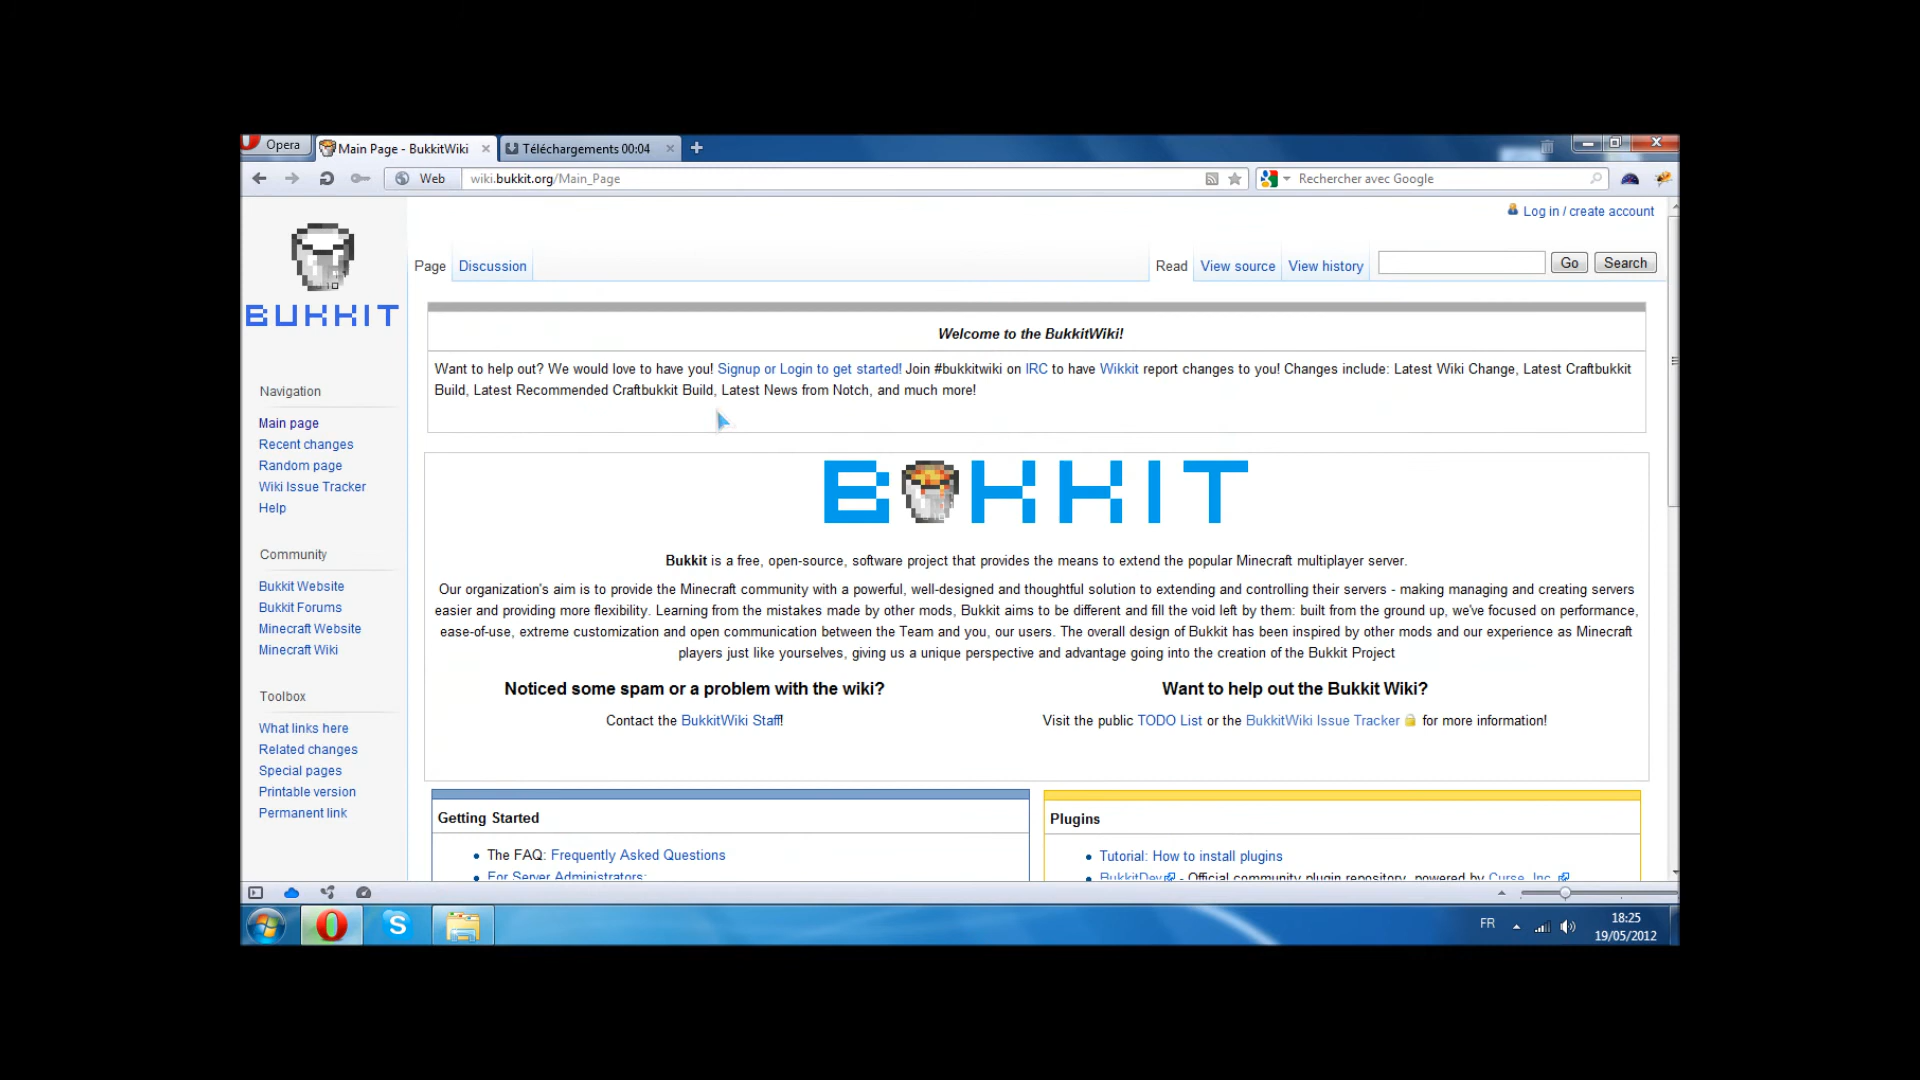 Opera
Main Page - BukkitWiki
Téléchargements 00:04
Web
wiki.bukkit.org/Main_Page
Rechercher avec Google
Log in / create account
BUKKIT
Page
Discussion
Read
View source
View history
Go
Search
Welcome to the BukkitWiki!
Want to help out? We would love to have you! Signup or Login to get started! Join #bukkitwiki on IRC to have Wikkit report changes to you! Changes include: Latest Wiki Change, Latest Craftbukkit
Build, Latest Recommended Craftbukkit Build, Latest News from Notch, and much more!
Navigation
Main page
Recent changes
Random page
Wiki Issue Tracker
Help
Community
Bukkit Website
Bukkit Forums
Minecraft Website
Minecraft Wiki
Toolbox
What links here
Related changes
Special pages
Printable version
Permanent link
BUKKIT
Bukkit is a free, open-source, software project that provides the means to extend the popular Minecraft multiplayer server.
Our organization's aim is to provide the Minecraft community with a powerful, well-designed and thoughtful solution to extending and controlling their servers - making managing and creating servers
easier and providing more flexibility. Learning from the mistakes made by other mods, Bukkit aims to be different and fill the void left by them: built from the ground up, we've focused on performance,
ease-of-use, extreme customization and open communication between the Team and you, our users. The overall design of Bukkit has been inspired by other mods and our experience as Minecraft
players just like yourselves, giving us a unique perspective and advantage going into the creation of the Bukkit Project
Noticed some spam or a problem with the wiki?
Contact the BukkitWiki Staff!
Want to help out the Bukkit Wiki?
Visit the public TODO List or the BukkitWiki Issue Tracker for more information!
Getting Started
The FAQ: Frequently Asked Questions
For Server Administrators:
Plugins
Tutorial: How to install plugins
BukkitDev - Official community plugin repository, powered by Curse, Inc.
FR
18:25
19/05/2012